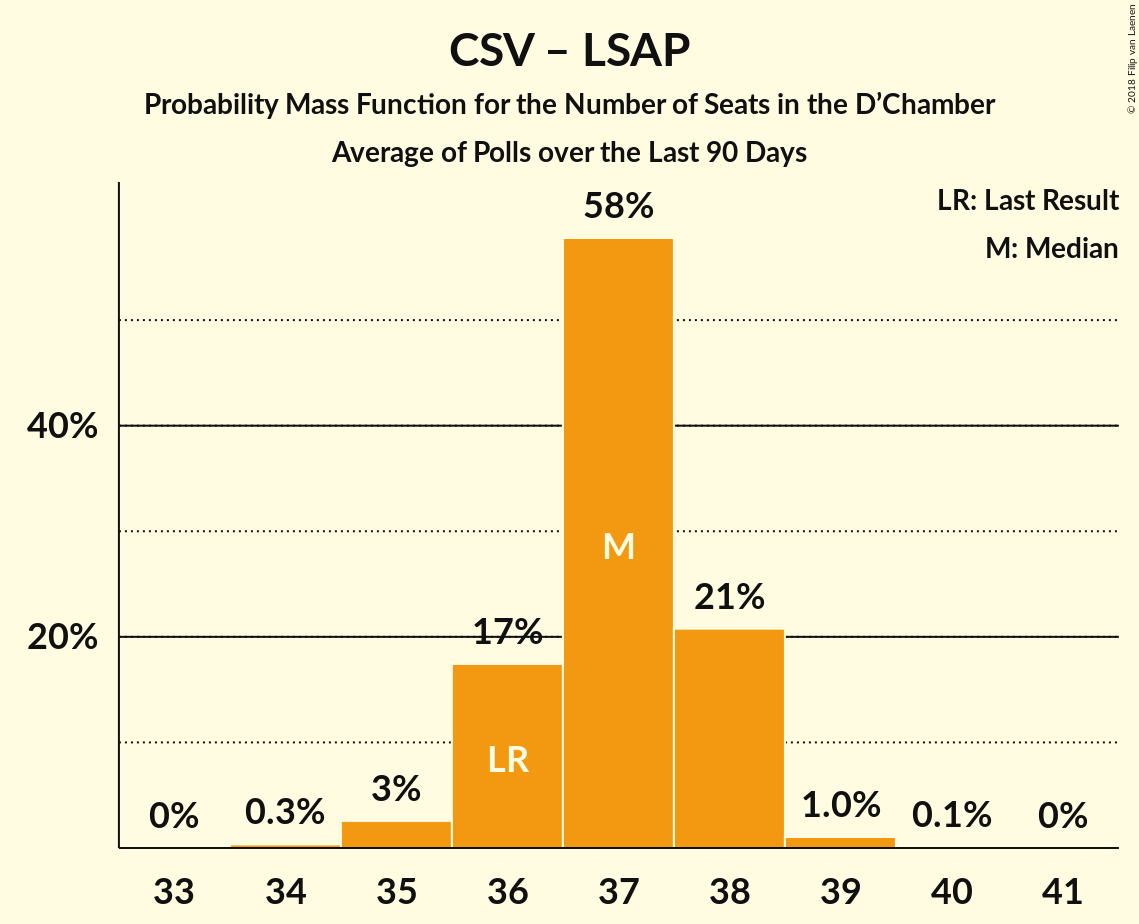 CSV – LSAP
Probability Mass Function for the Number of Seats in the D’Chamber
Average of Polls over the Last 90 Days
© 2018 Filip van Laenen
LR: Last Result
M: Median
58%
40%
M
21%
17%
20%
LR
3%
0%
0.3%
1.0%
0.1%
0%
33 34 35 36 37 38 39 40 41